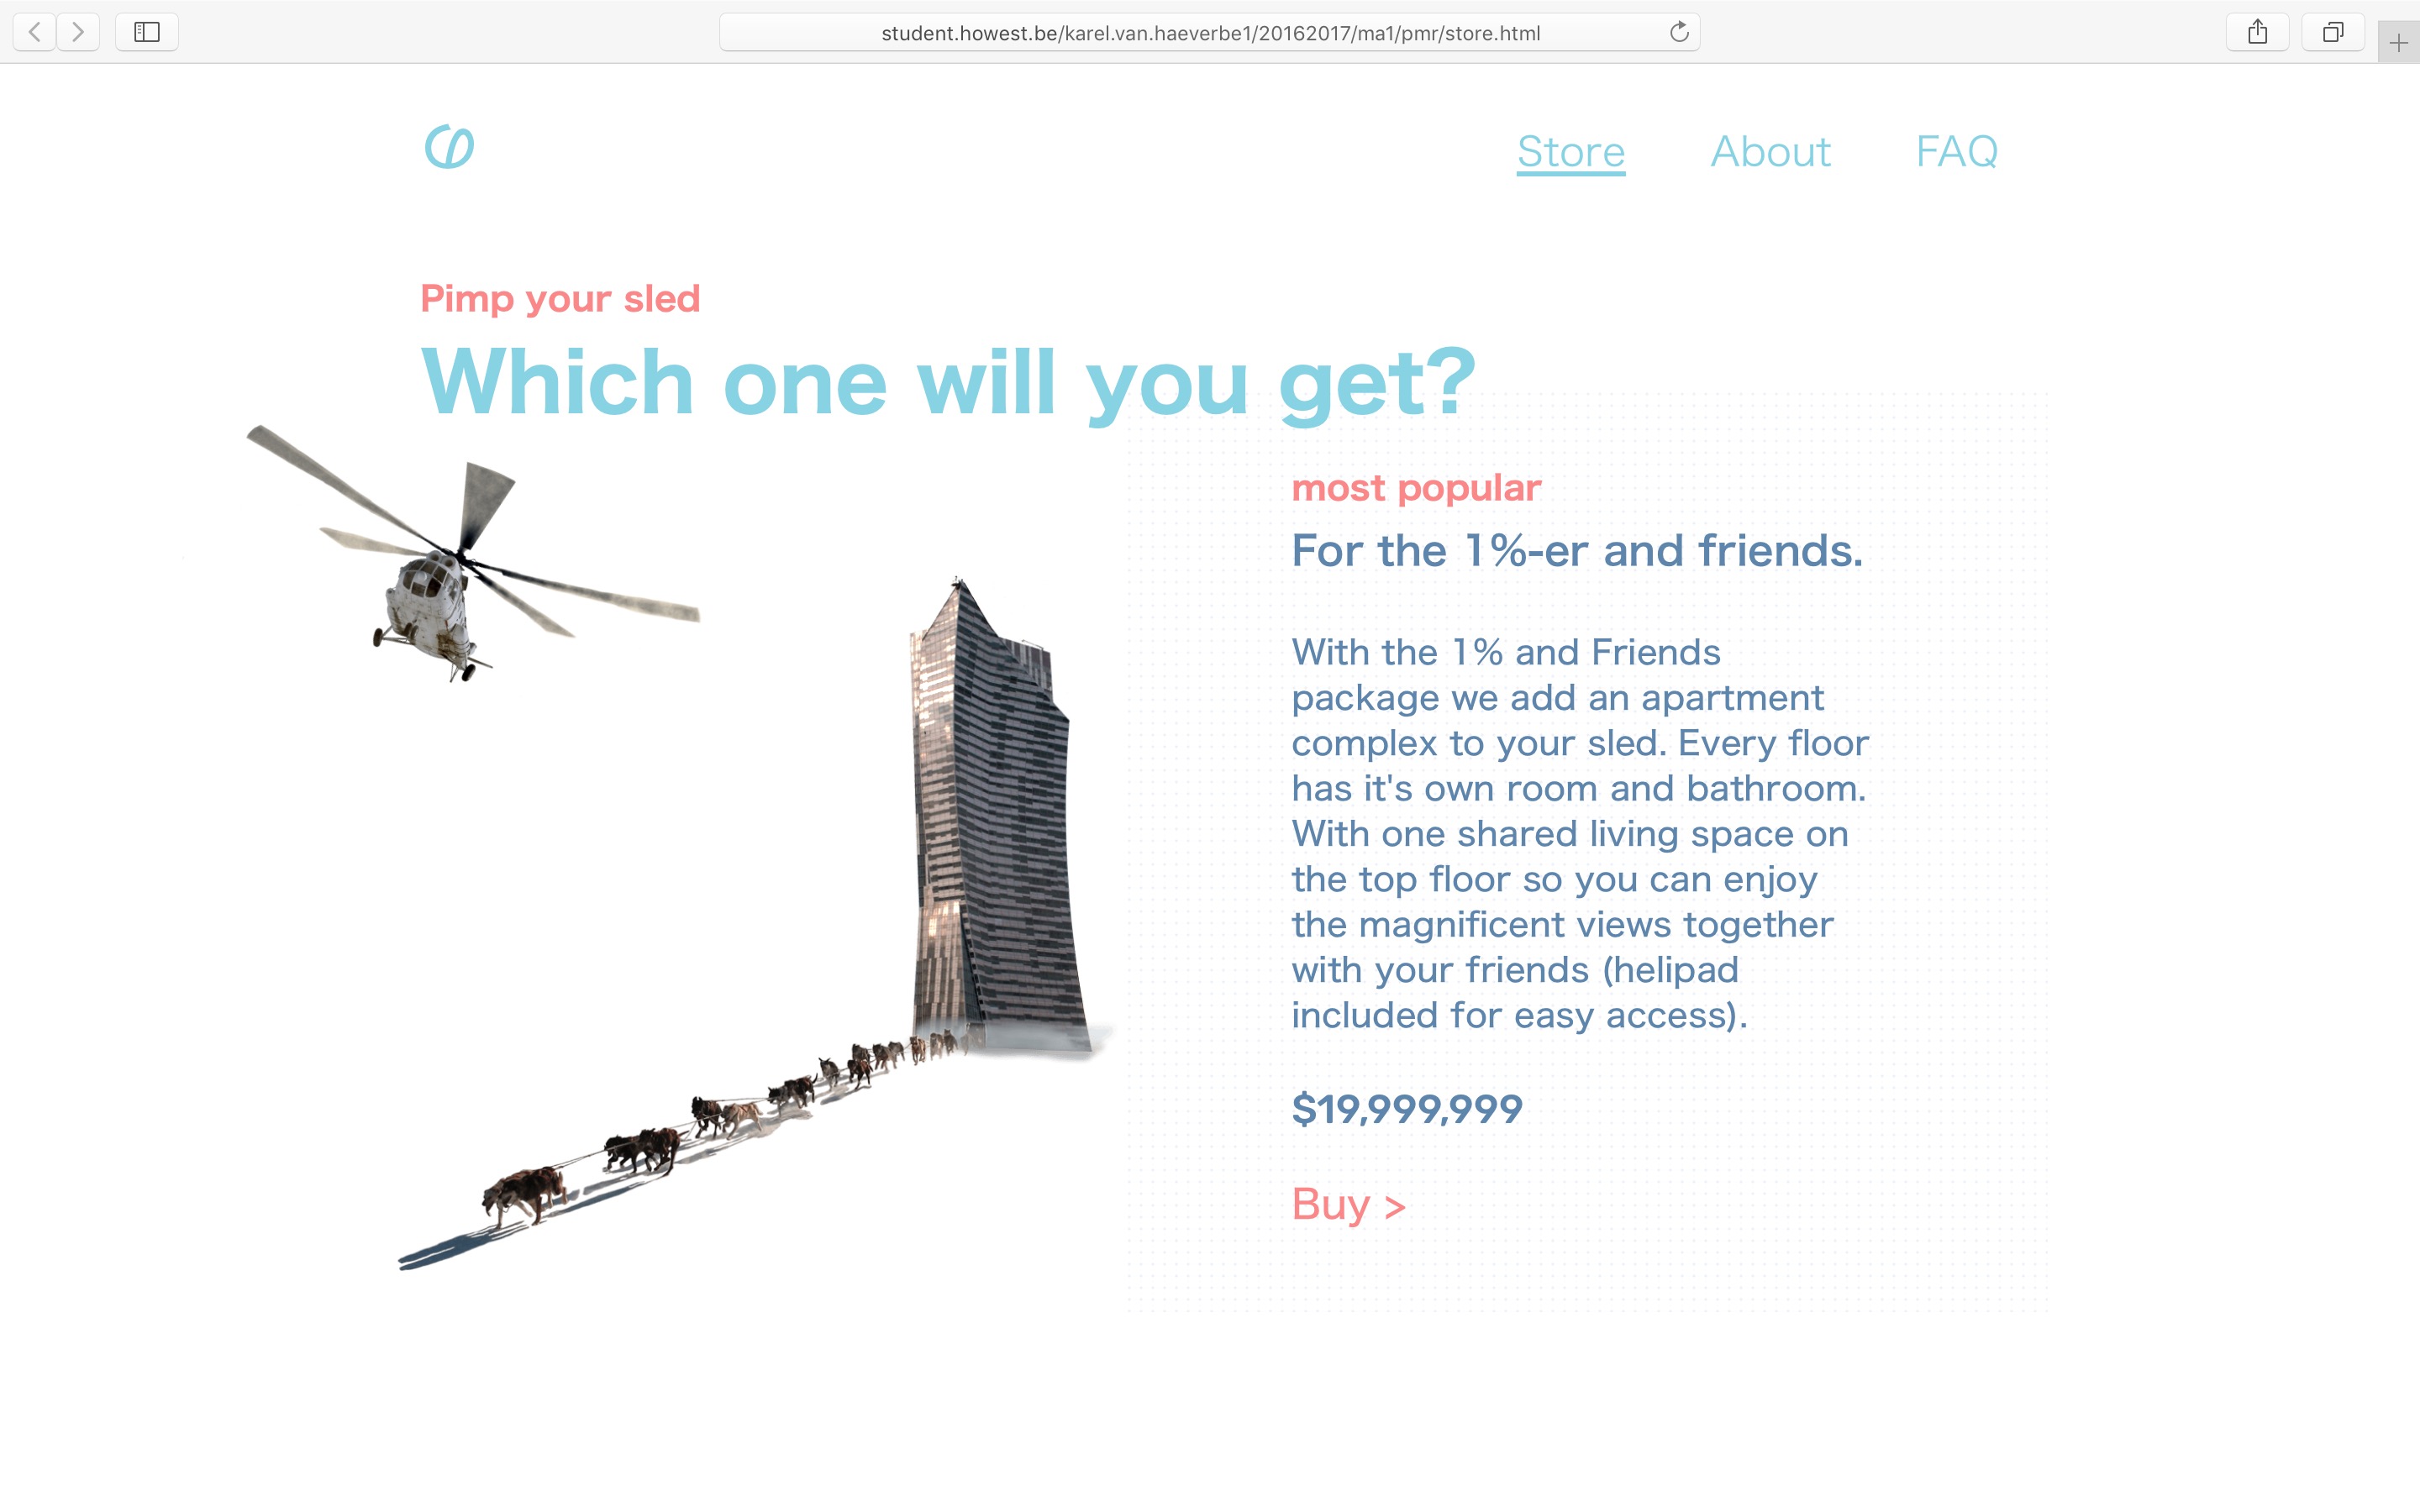 student.howest.be/karel.van.haeverbe1/20162017/ma1/pmr/store.html
Store About FAQ
Pimp your sled
Which one will you get?
most popular
For the 1%-er and friends.
With the 1% and Friends
package we add an apartment
complex to your sled. Every floor
has it's own room and bathroom.
With one shared living space on
the top floor so you can enjoy
the magnificent views together
with your friends (helipad
included for easy access).
$19,999,999
Buy >